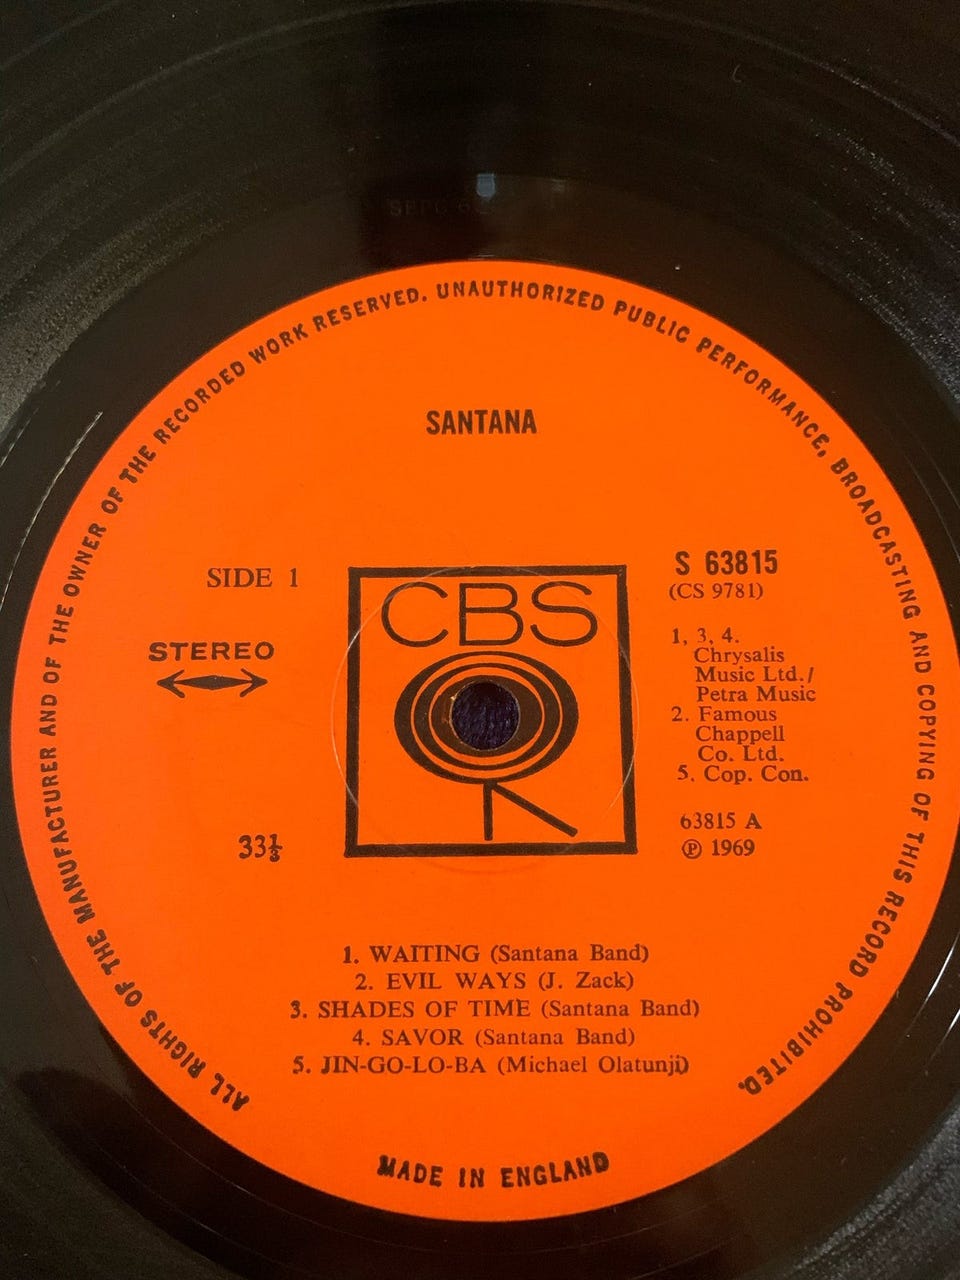 ALL RIGHTS OF THE MANUFACTURER AND OF THE OWNER OF THE RECORDED WORK RESERVED. UNAUTHORIZED PUBLIC PERFORMANCE, BROADCASTING AND COPYING OF THIS RECORD PROHIBITED.
SANTANA
SIDE 1
STEREO
33⅓
CBS
S 63815
(CS 9781)
1, 3, 4.
Chrysalis
Music Ltd./
Petra Music
2. Famous
Chappell
Co. Ltd.
5. Cop. Con.
63815 A
Ⓟ 1969
1. WAITING (Santana Band)
2. EVIL WAYS (J. Zack)
3. SHADES OF TIME (Santana Band)
4. SAVOR (Santana Band)
5. JIN-GO-LO-BA (Michael Olatunji)
MADE IN ENGLAND